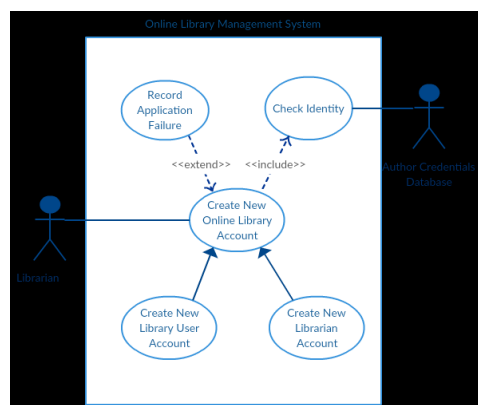 Online Library Management System
Record
Application
Failure
Check Identity
Author Credentials
Database
<<extend>>
<<include>>
Create New
Online Library
Account
Librarian
Create New
Library User
Account
Create New
Librarian
Account